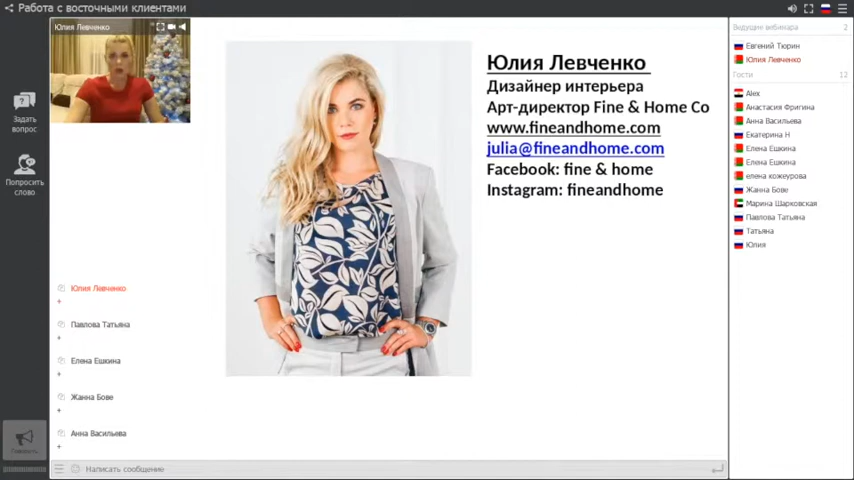 Работа с восточными клиентами
Юлия Левченко
Задать
вопрос
Попросить
слово
Юлия Левченко
Дизайнер интерьера
Арт-директор Fine & Home Co
www.fineandhome.com
julia@fineandhome.com
Facebook: fine & home
Instagram: fineandhome
Юлия Левченко
+
Павлова Татьяна
+
Елена Ешкина
+
Жанна Бове
+
Анна Васильева
+
Написать сообщение
Ведущие вебинара 2
Евгений Тюрин
Юлия Левченко
Гости 12
Alex
Анастасия Фригина
Анна Васильева
Екатерина Н
Елена Ешкина
Елена Ешкина
елена кожеурова
Жанна Бове
Марина Шарковская
Павлова Татьяна
Татьяна
Юлия